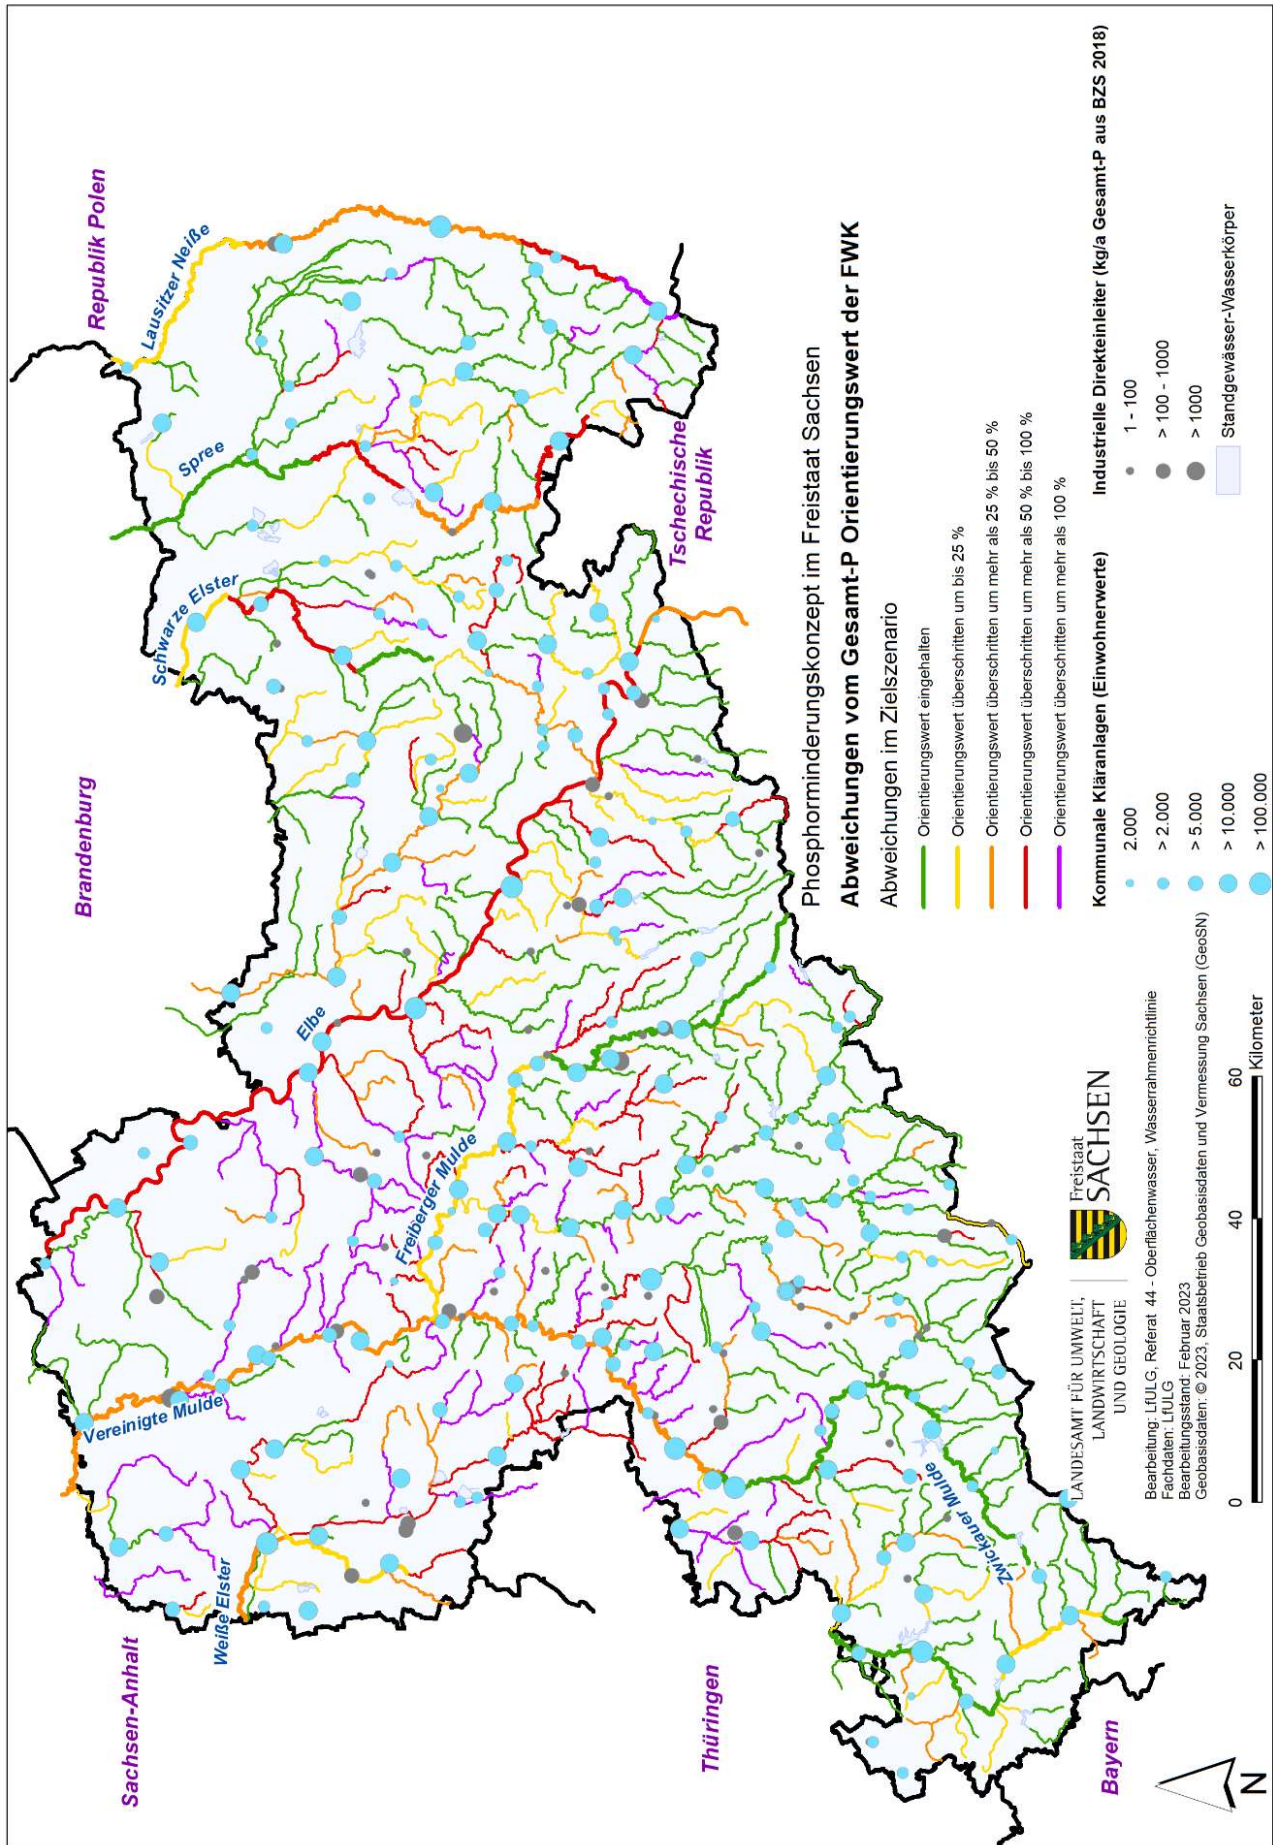 Republik Polen
Lausitzer Neiße
Spree
Schwarze Elster
Brandenburg
Elbe
Freiberger Mulde
Vereinigte Mulde
Weiße Elster
Sachsen-Anhalt
Thüringen
Zwickauer Mulde
Bayern
Tschechische
Republik
Phosphorminderungskonzept im Freistaat Sachsen
Abweichungen vom Gesamt-P Orientierungswert der FWK
Abweichungen im Zielszenario
Orientierungswert eingehalten
Orientierungswert überschritten um bis 25 %
Orientierungswert überschritten um mehr als 25 % bis 50 %
Orientierungswert überschritten um mehr als 50 % bis 100 %
Orientierungswert überschritten um mehr als 100 %
Kommunale Kläranlagen (Einwohnerwerte)
2.000
> 2.000
> 5.000
> 10.000
> 100.000
Industrielle Direkteinleiter (kg/a Gesamt-P aus BZS 2018)
1 - 100
> 100 - 1000
> 1000
Standgewässer-Wasserkörper
LANDESAMT FÜR UMWELT,
LANDWIRTSCHAFT
UND GEOLOGIE
Freistaat
SACHSEN
Bearbeitung: LfULG, Referat 44 - Oberflächenwasser, Wasserrahmenrichtlinie
Fachdaten: LfULG
Bearbeitungsstand: Februar 2023
Geobasisdaten: © 2023, Staatsbetrieb Geobasisdaten und Vermessung Sachsen (GeoSN)
0 20 40 60
Kilometer
N